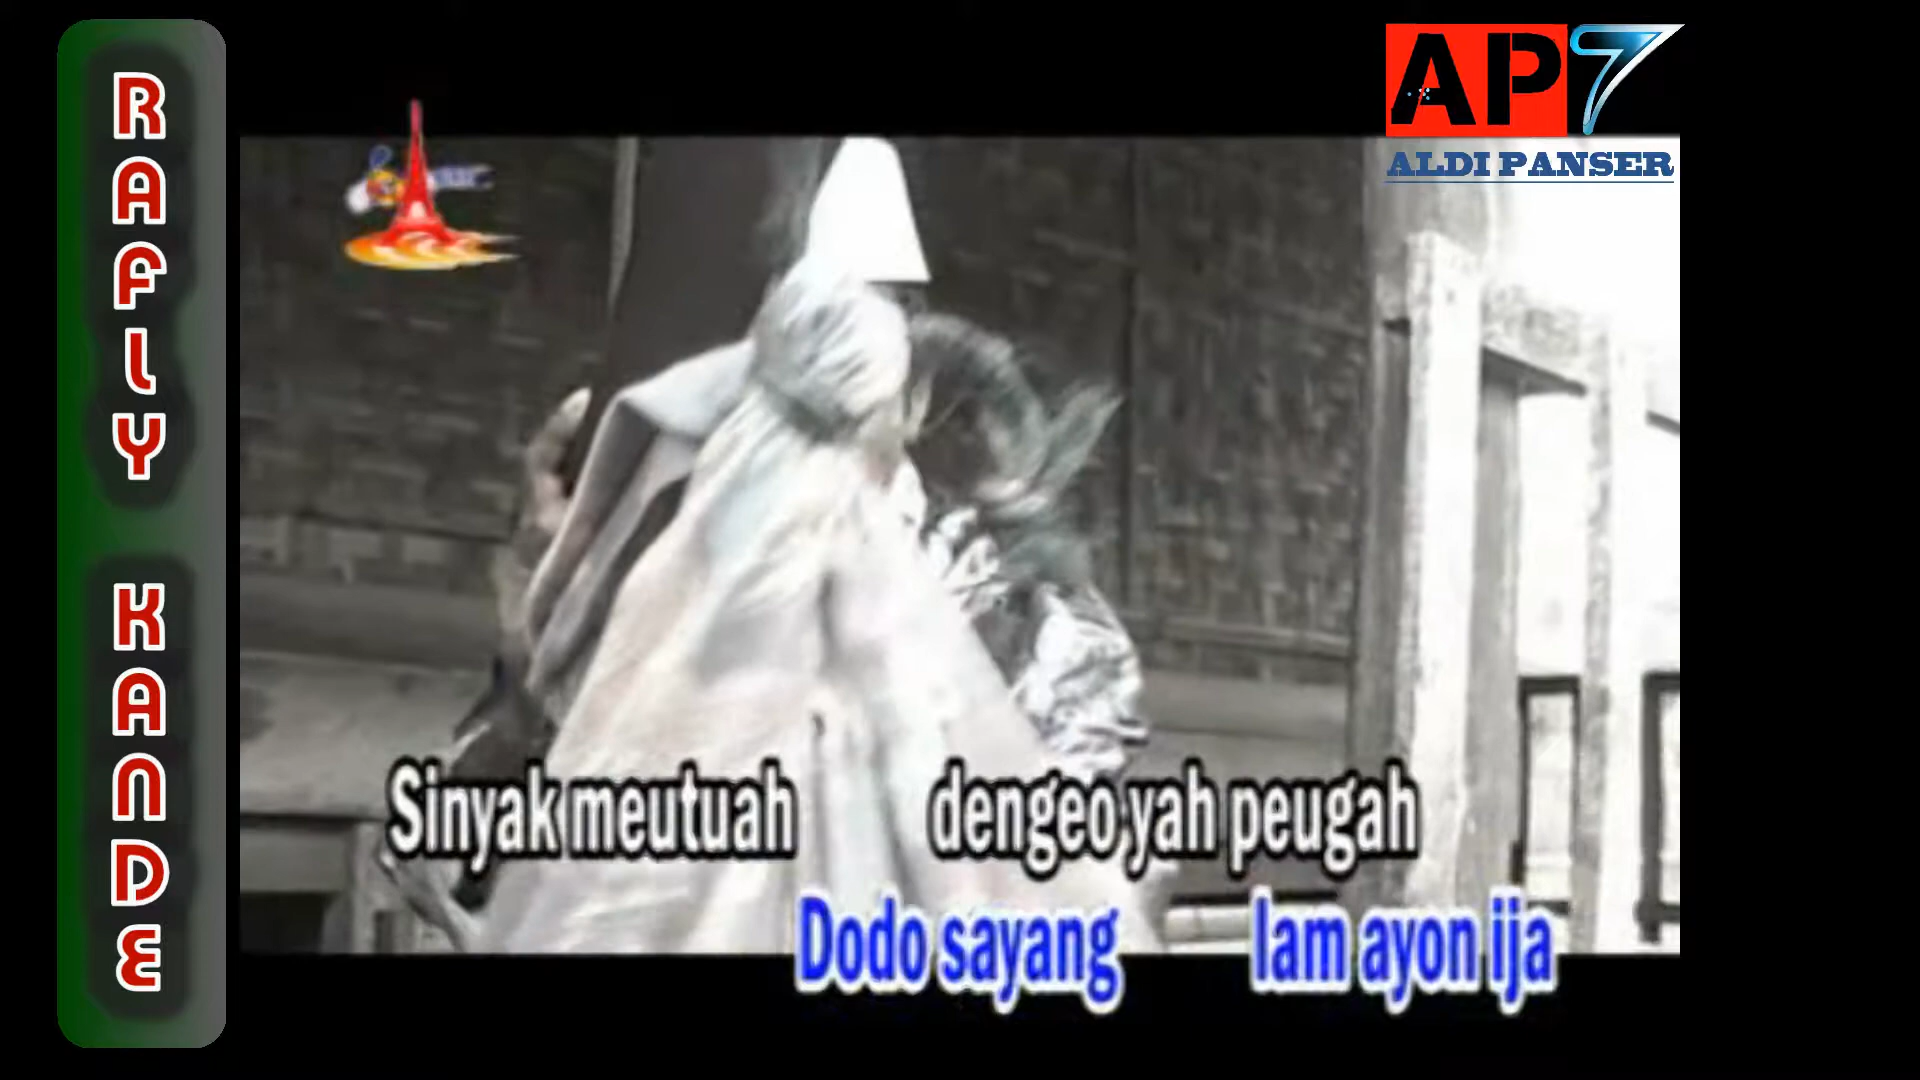 RAFLY KANDE
AP7
ALDI PANSER
Sinyak meutuah dengeo yah peugah
Dodo sayang lam ayon ija